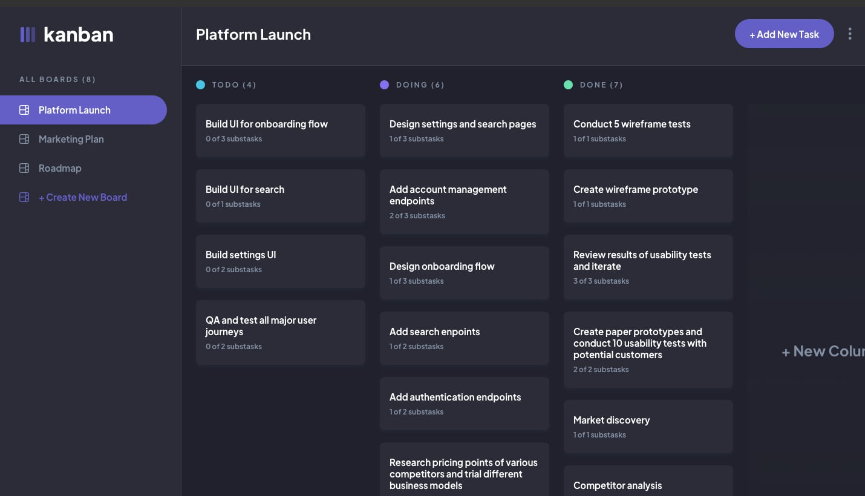 kanban
Platform Launch
+ Add New Task
ALL BOARDS (8)
Platform Launch
Marketing Plan
Roadmap
+ Create New Board
TODO (4)
Build UI for onboarding flow
0 of 3 substasks
Build UI for search
0 of 1 substasks
Build settings UI
0 of 2 substasks
QA and test all major user
journeys
0 of 2 substasks
DOING (6)
Design settings and search pages
1 of 3 substasks
Add account management
endpoints
2 of 3 substasks
Design onboarding flow
1 of 3 substasks
Add search enpoints
1 of 2 substasks
Add authentication endpoints
1 of 2 substasks
Research pricing points of various
competitors and trial different
business models
DONE (7)
Conduct 5 wireframe tests
1 of 1 substasks
Create wireframe prototype
1 of 1 substasks
Review results of usability tests
and iterate
3 of 3 substasks
Create paper prototypes and
conduct 10 usability tests with
potential customers
2 of 2 substasks
Market discovery
1 of 1 substasks
Competitor analysis
+ New Colu